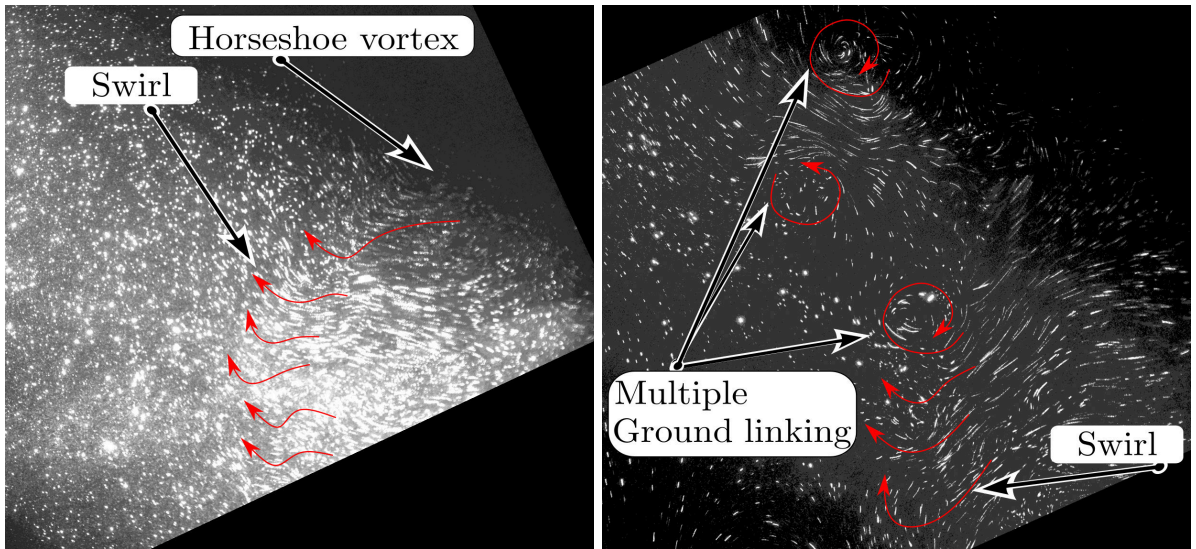 Horseshoe vortex
Swirl
Multiple
Ground linking
Swirl